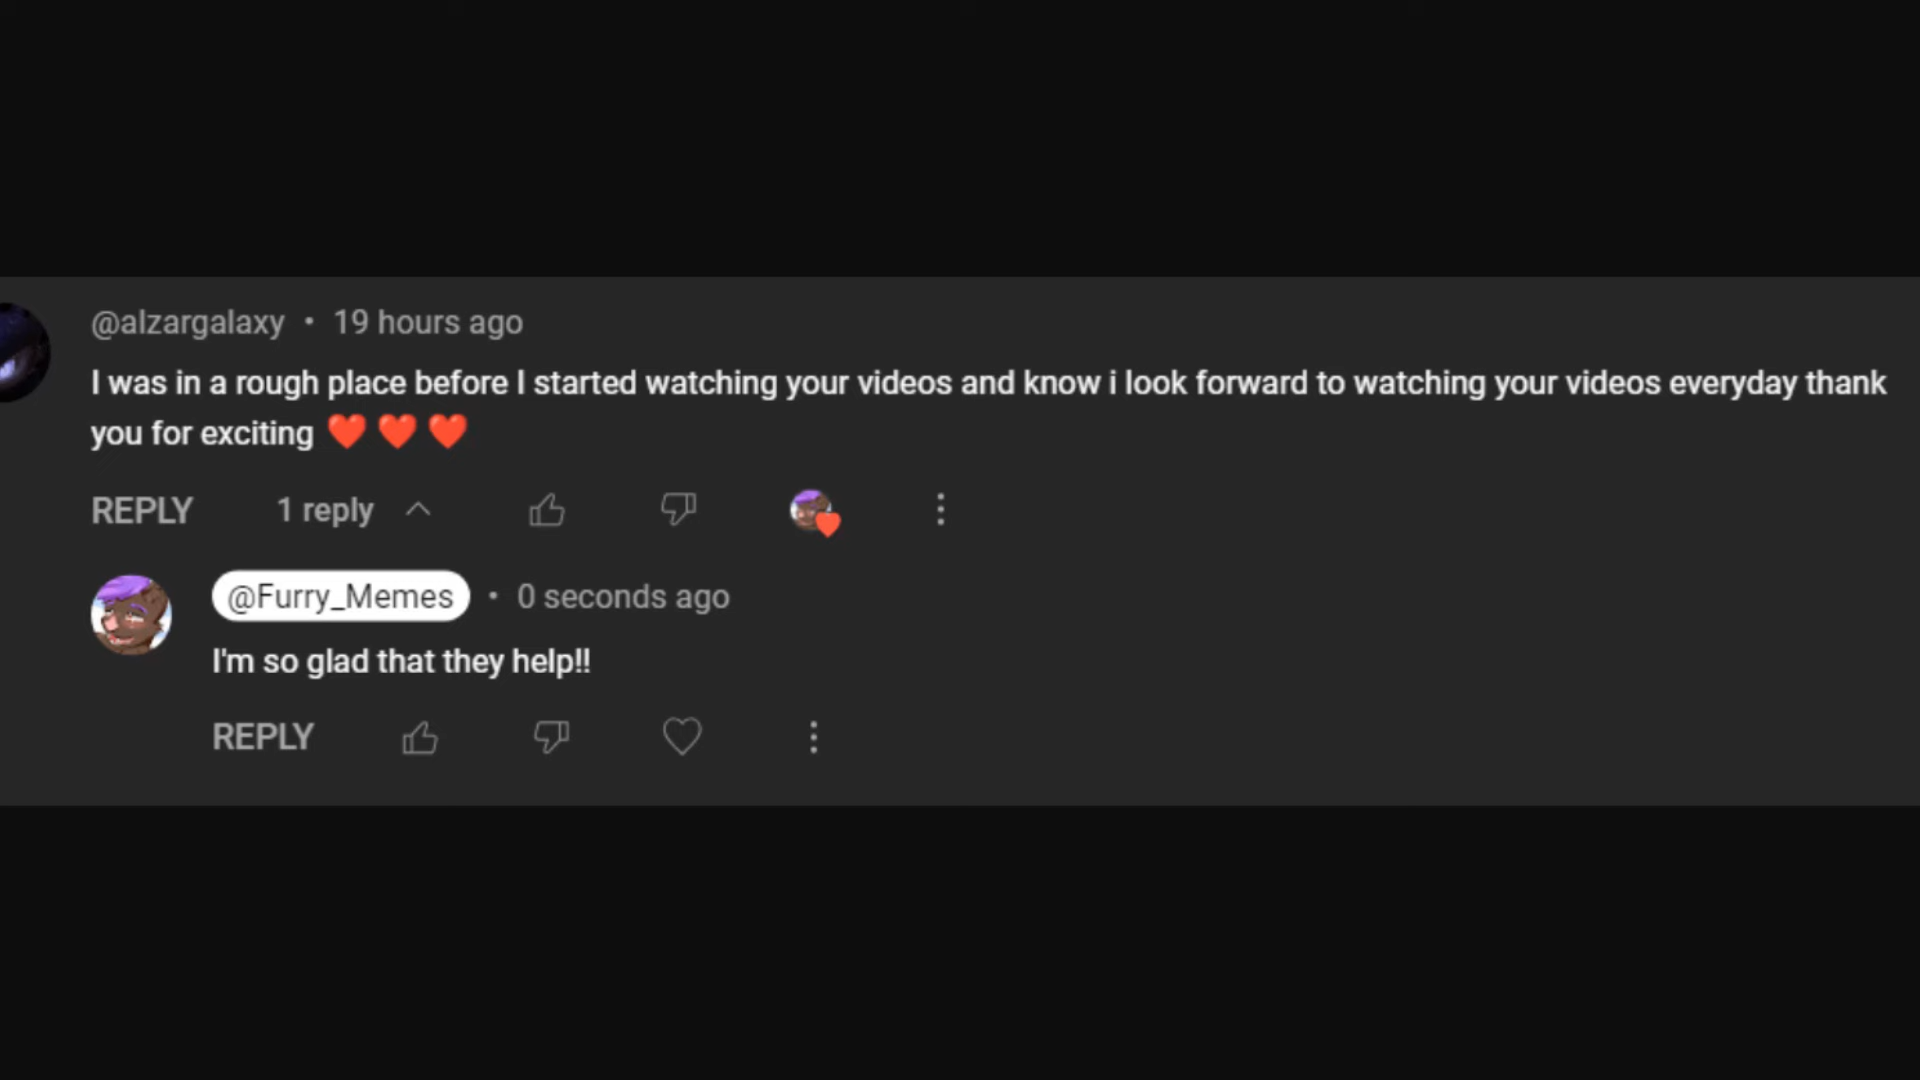 @alzargalaxy • 19 hours ago
I was in a rough place before I started watching your videos and know i look forward to watching your videos everyday thank
you for exciting ❤️ ❤️ ❤️
REPLY 1 reply
@Furry_Memes • 0 seconds ago
I'm so glad that they help!!
REPLY